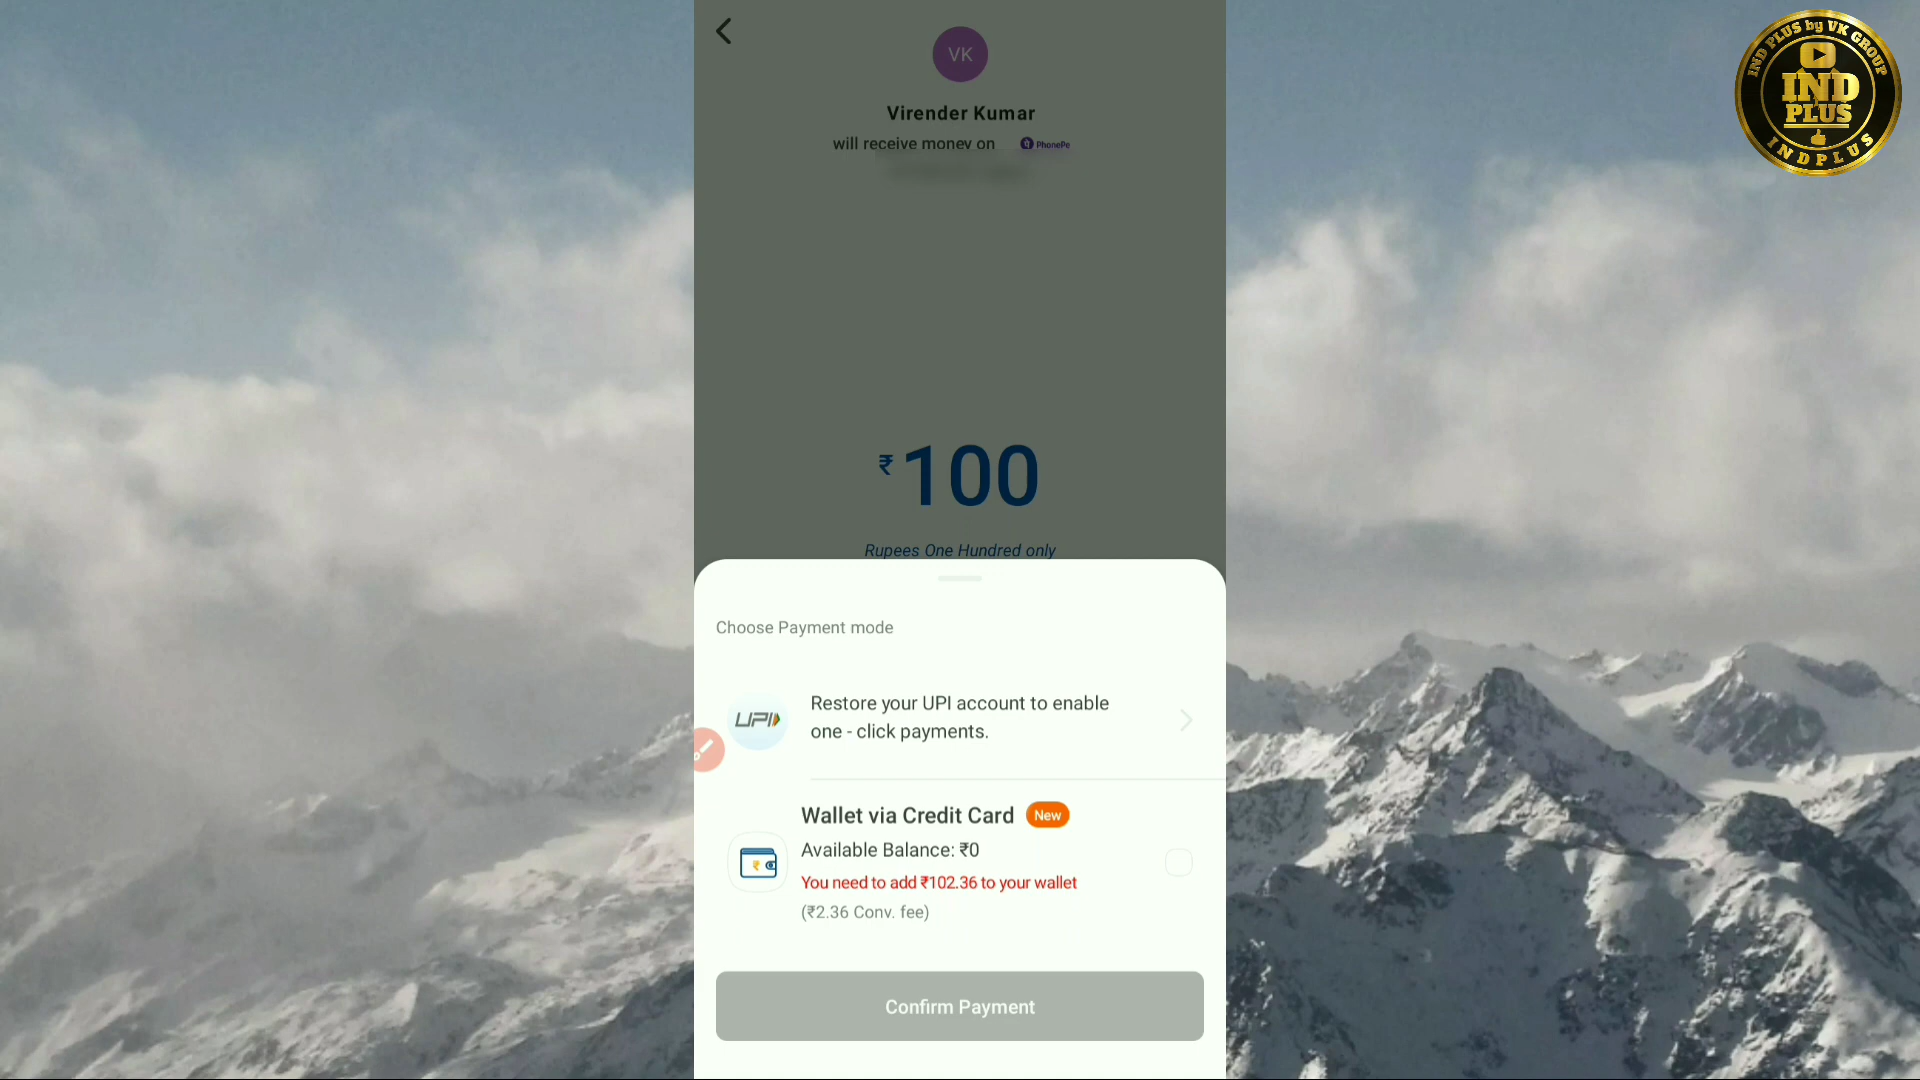 VK
Virender Kumar
will receive money on PhonePe
₹100
Rupees One Hundred only
Choose Payment mode
UPI
Restore your UPI account to enable
one - click payments.
Wallet via Credit Card New
Available Balance: ₹0
You need to add ₹102.36 to your wallet
(₹2.36 Conv. fee)
Confirm Payment
IND PLUS by VK GROUP
IND
PLUS
INDPLUS